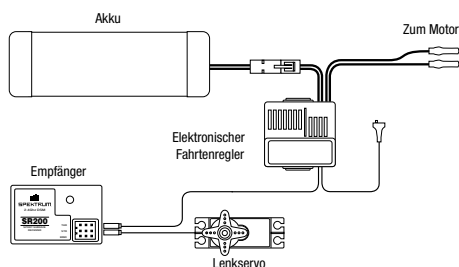 Akku
Zum Motor
Elektronischer
Fahrtenregler
Empfänger
SPEKTRUM
SR200
Lenkservo